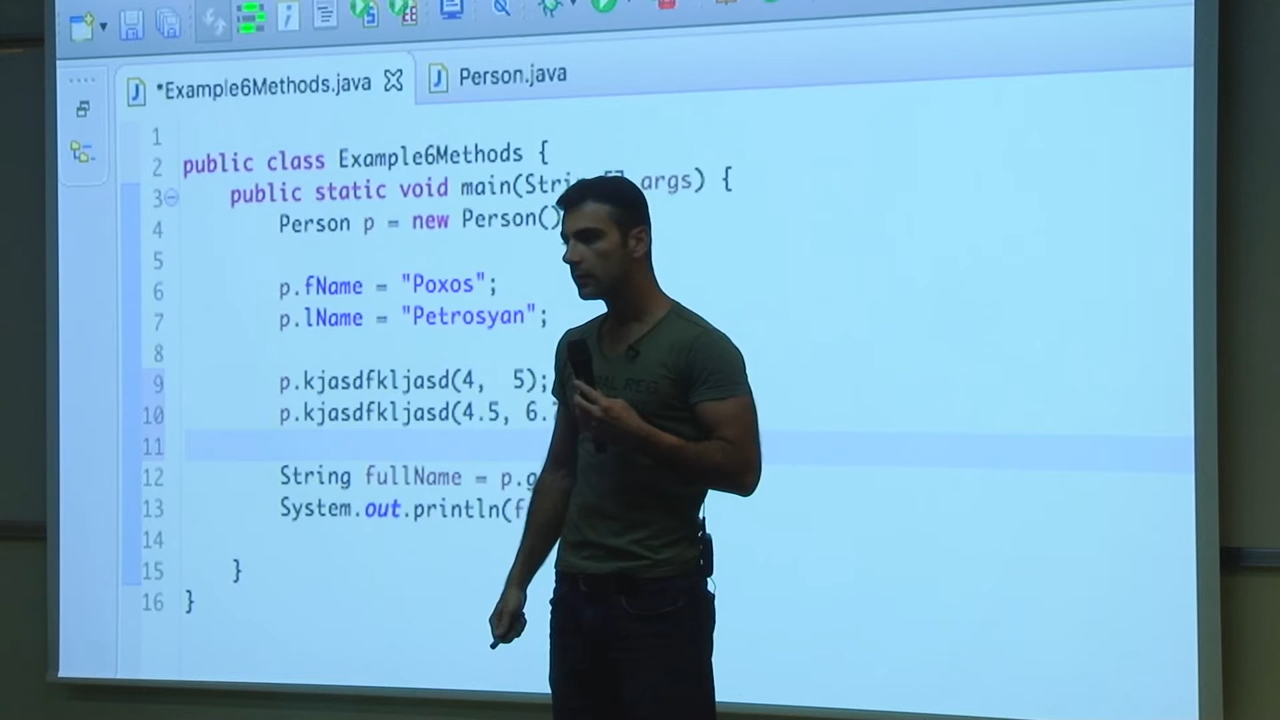 *Example6Methods.java Person.java
1
2 public class Example6Methods {
3 public static void main( args) {
4 Person p = new Person()
5
6 p.fName = "Poxos";
7 p.lName = "Petrosyan";
8
9 p.kjasdfkljasd(4, 5);
10 p.kjasdfkljasd(4.5, 6.
11
12 String fullName = p.g
13 System.out.println(f
14
15 }
16 }